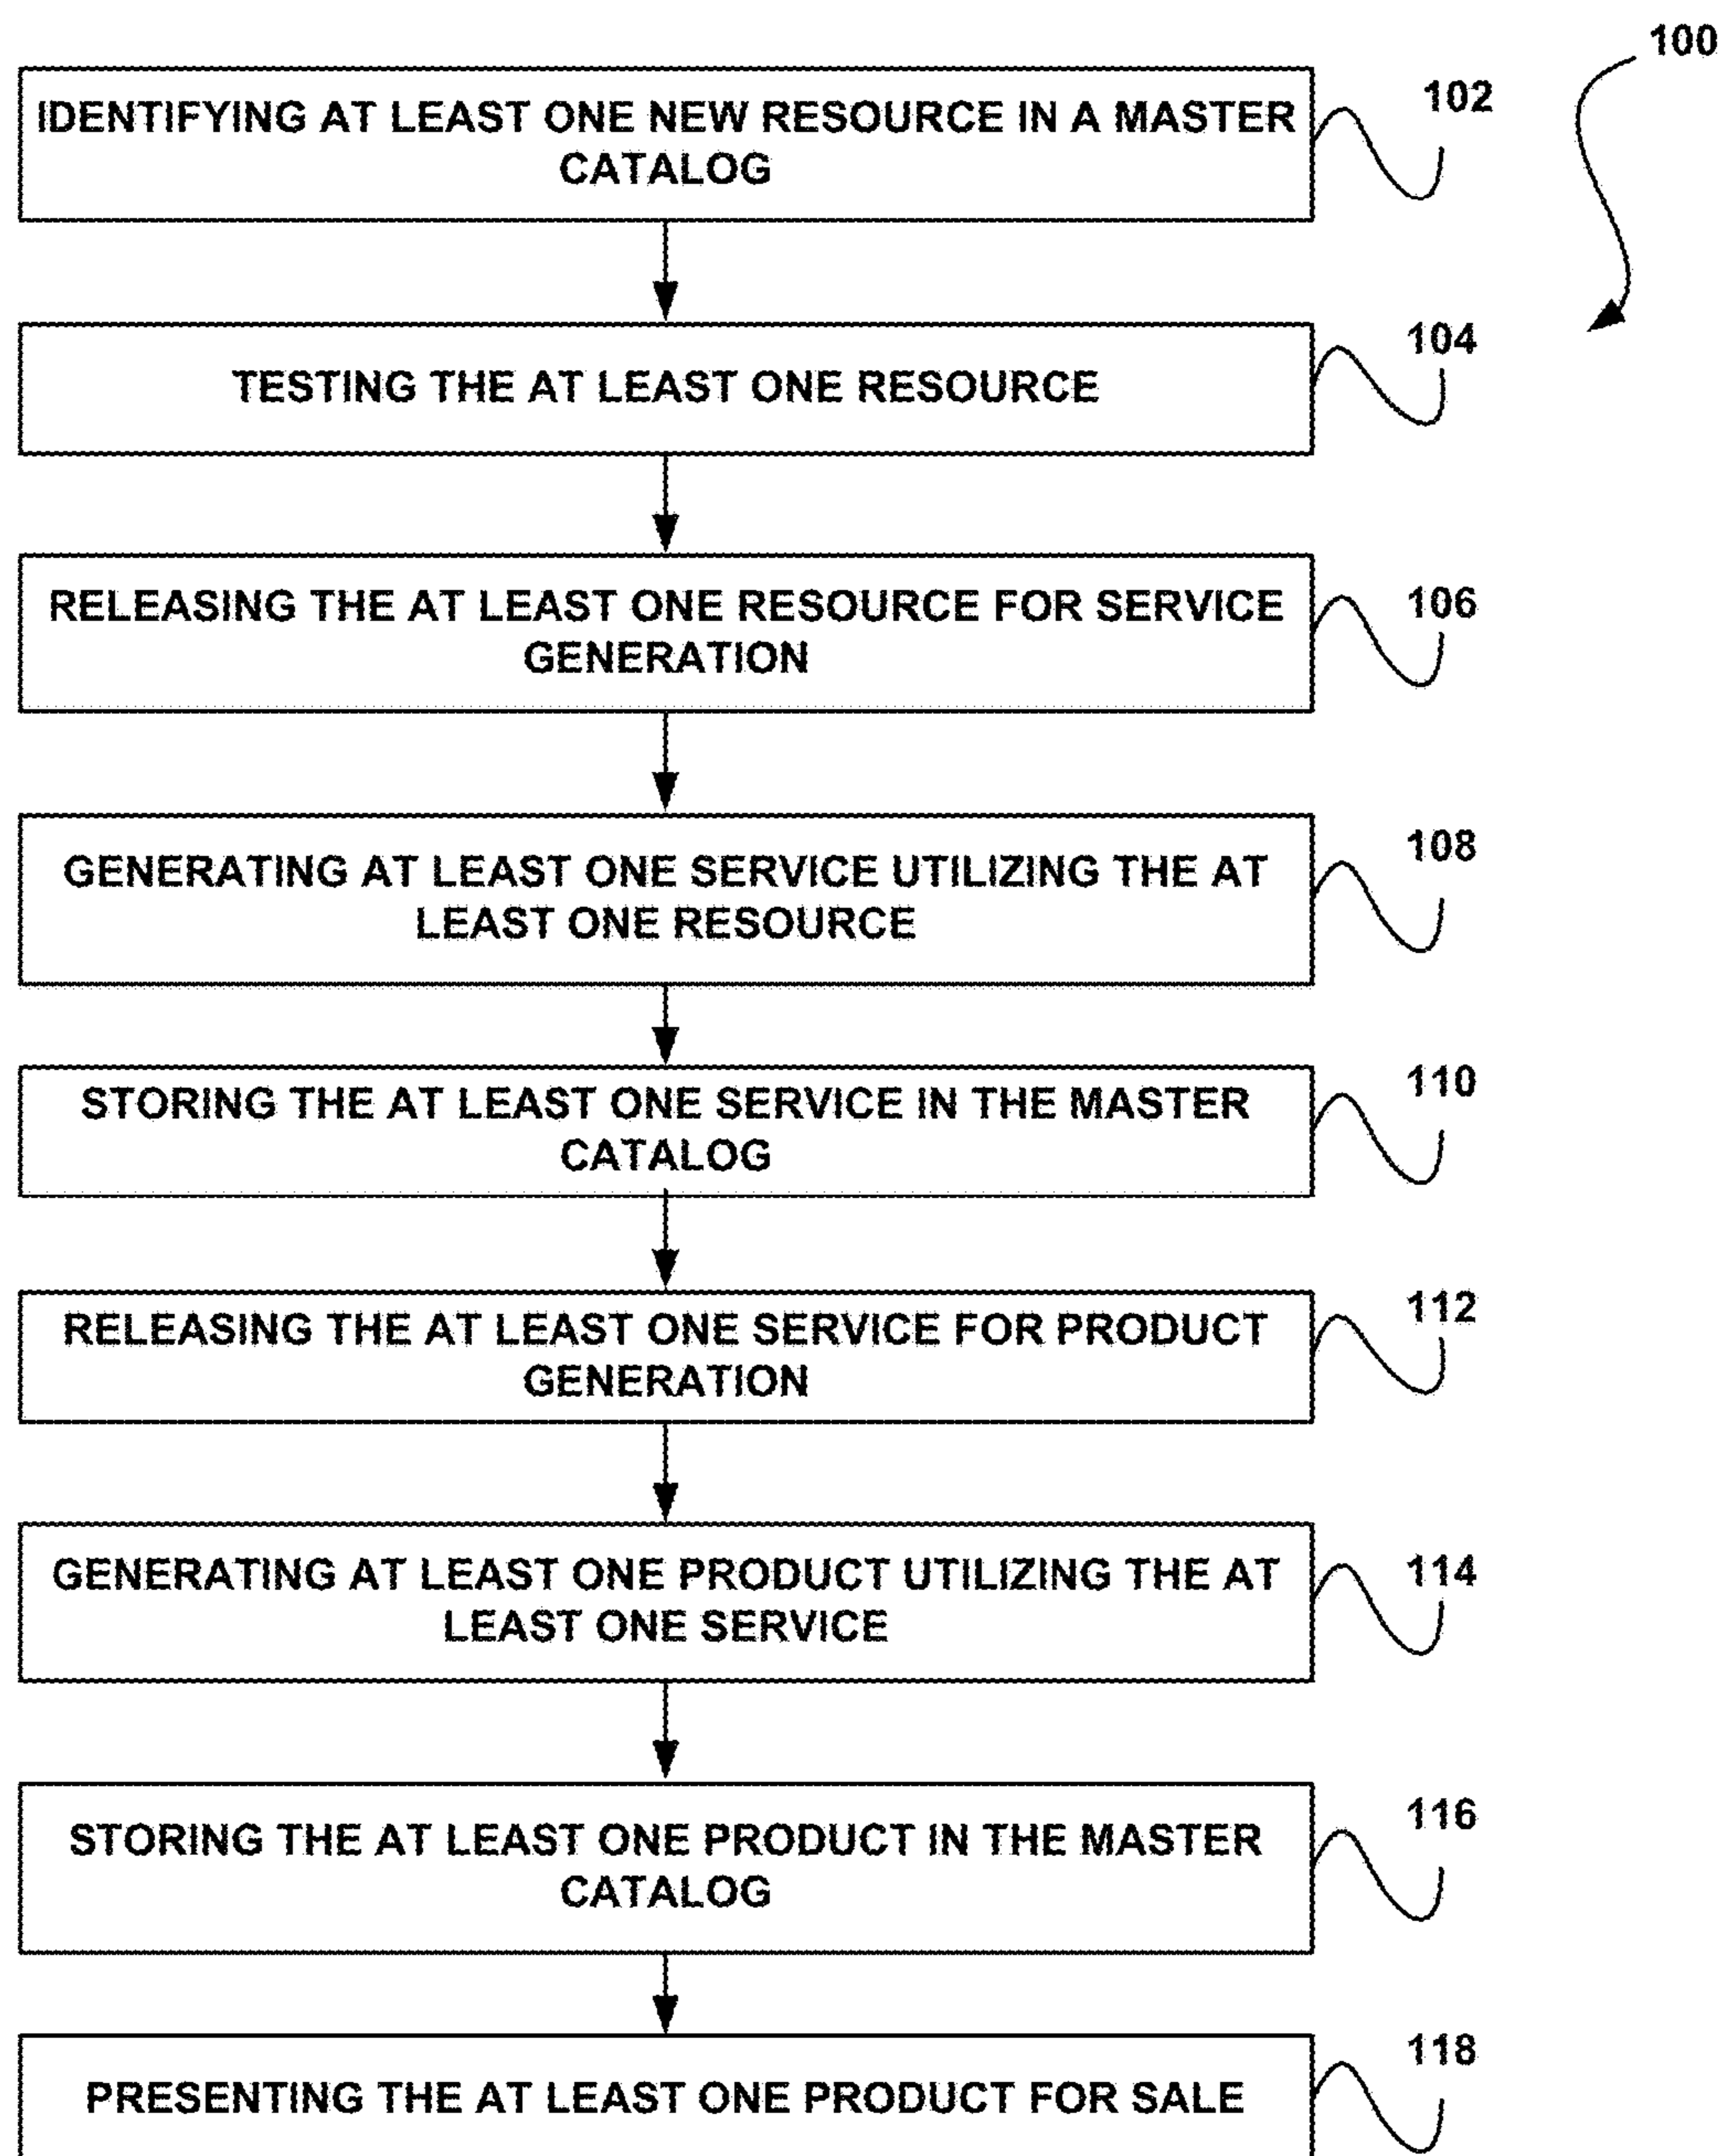 100
IDENTIFYING AT LEAST ONE NEW RESOURCE IN A MASTER
CATALOG
102
TESTING THE AT LEAST ONE RESOURCE
104
RELEASING THE AT LEAST ONE RESOURCE FOR SERVICE
GENERATION
106
GENERATING AT LEAST ONE SERVICE UTILIZING THE AT
LEAST ONE RESOURCE
108
STORING THE AT LEAST ONE SERVICE IN THE MASTER
CATALOG
110
RELEASING THE AT LEAST ONE SERVICE FOR PRODUCT
GENERATION
112
GENERATING AT LEAST ONE PRODUCT UTILIZING THE AT
LEAST ONE SERVICE
114
STORING THE AT LEAST ONE PRODUCT IN THE MASTER
CATALOG
116
PRESENTING THE AT LEAST ONE PRODUCT FOR SALE
118